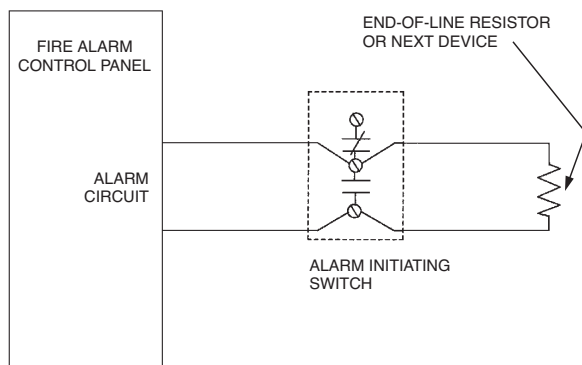 END-OF-LINE RESISTOR
OR NEXT DEVICE
FIRE ALARM
CONTROL PANEL
ALARM
CIRCUIT
ALARM INITIATING
SWITCH